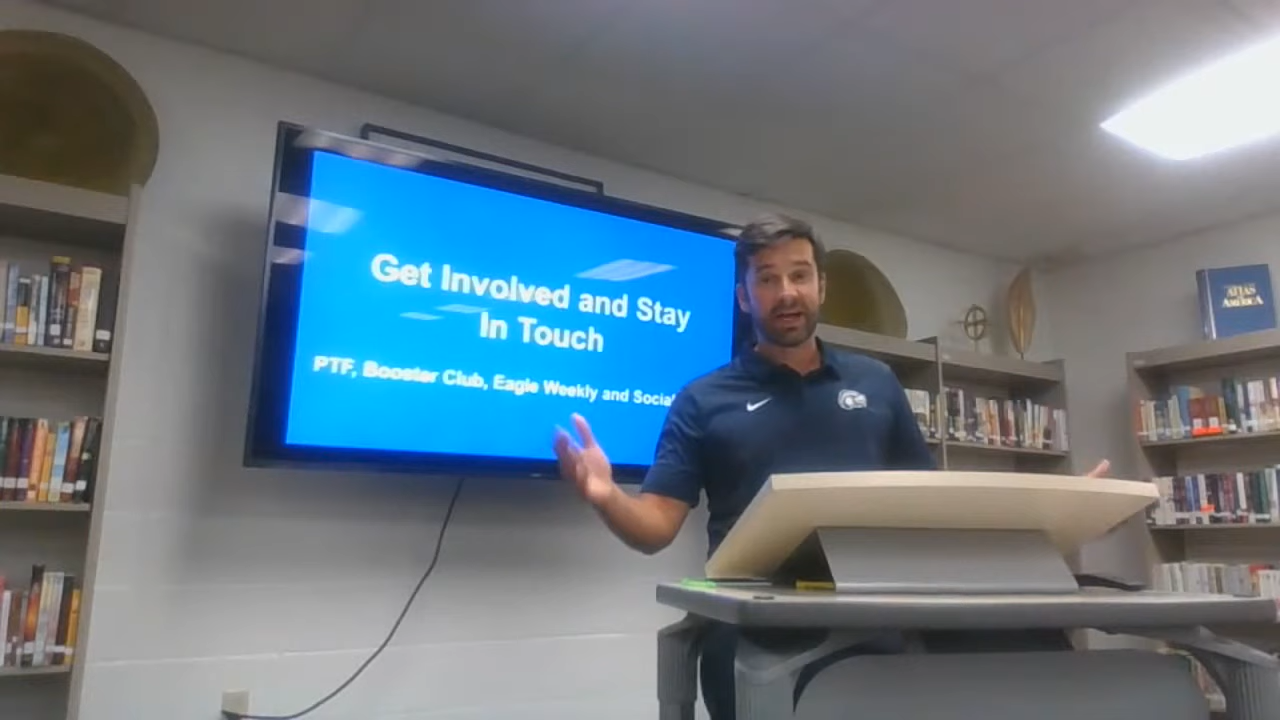 Get Involved and Stay
In Touch
PTF, Booster Club, Eagle Weekly and Social
ATLAS
OF
AMERICA